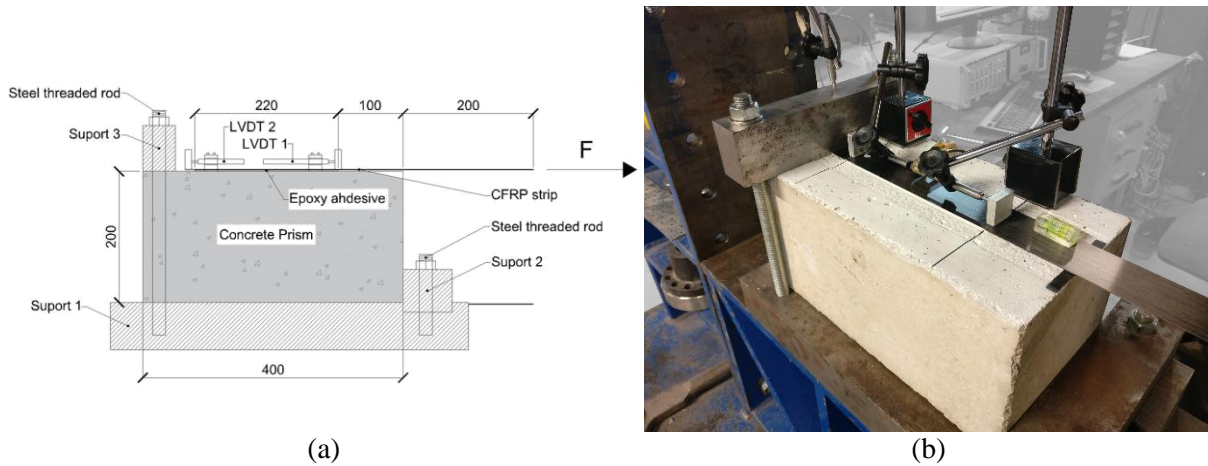 Steel threaded rod
220
100
200
Suport 3
LVDT 2
LVDT 1
F
CFRP strip
Epoxy ahdesive
200
Concrete Prism
Steel threaded rod
Suport 2
Suport 1
400
(a)
(b)